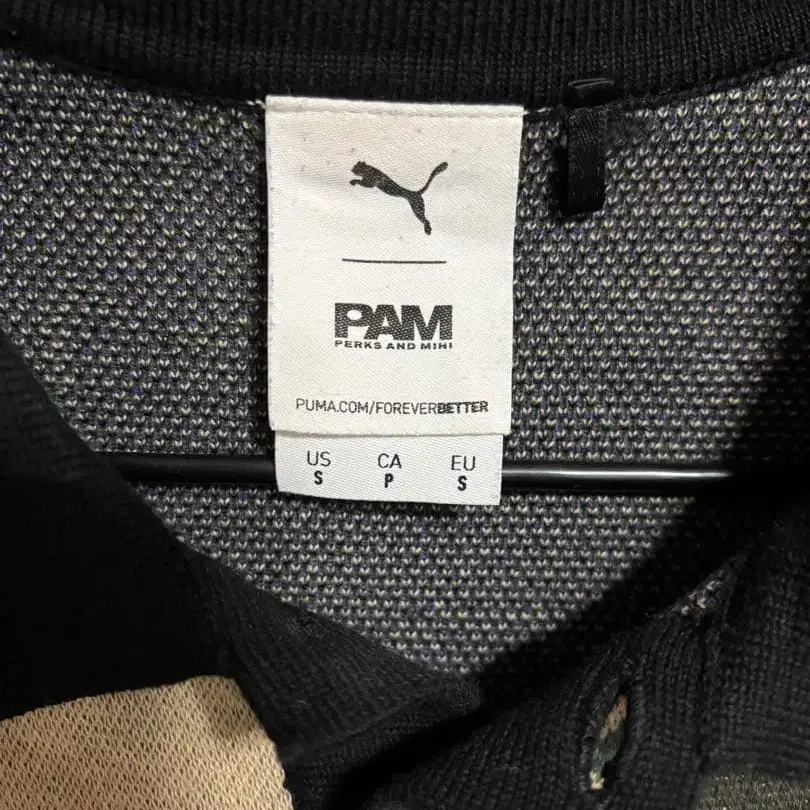 PAM
PERKS AND MINI
PUMA.COM/FOREVERBETTER
US CA EU
S P S